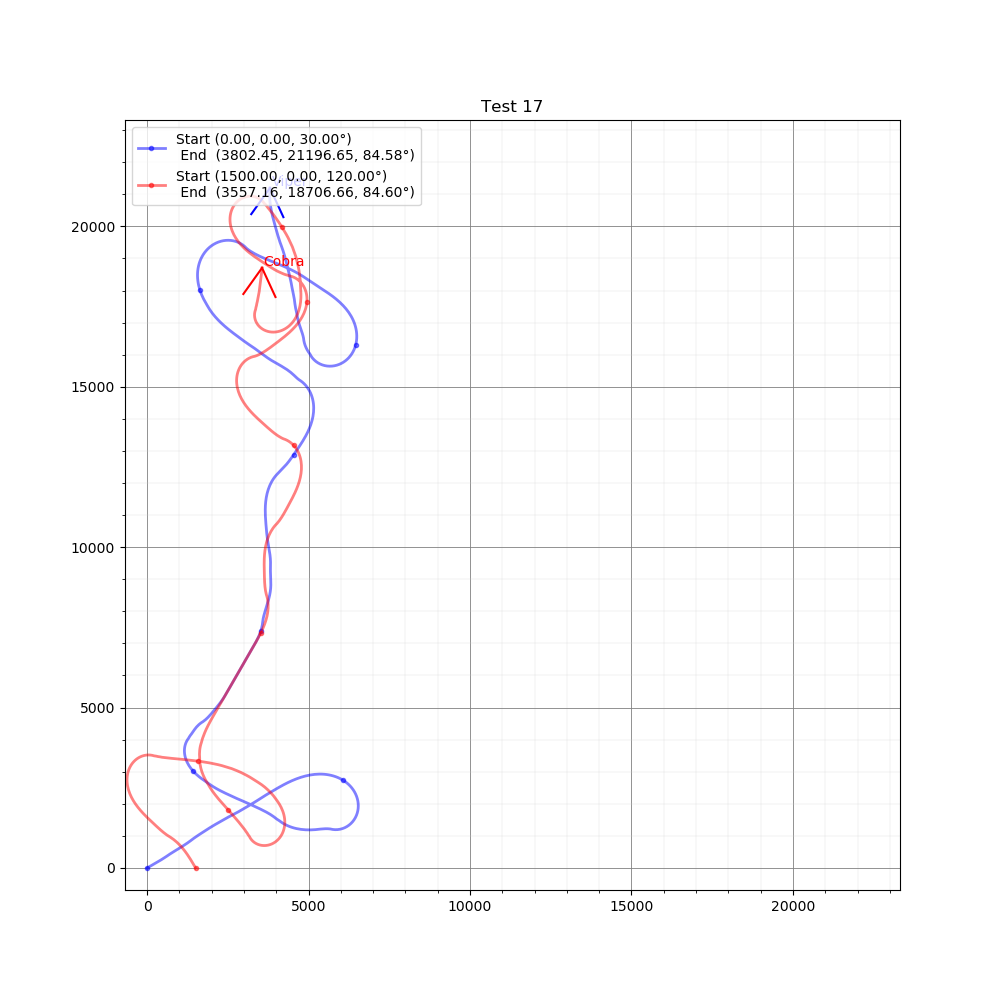 Test 17
Start (0.00, 0.00, 30.00°)
End (3802.45, 21196.65, 84.58°)
Start (1500.00, 0.00, 120.00°)
End (3557.16, 18706.66, 84.60°)
Viper
20000
Cobra
15000
10000
5000
0
0 5000 10000 15000 20000